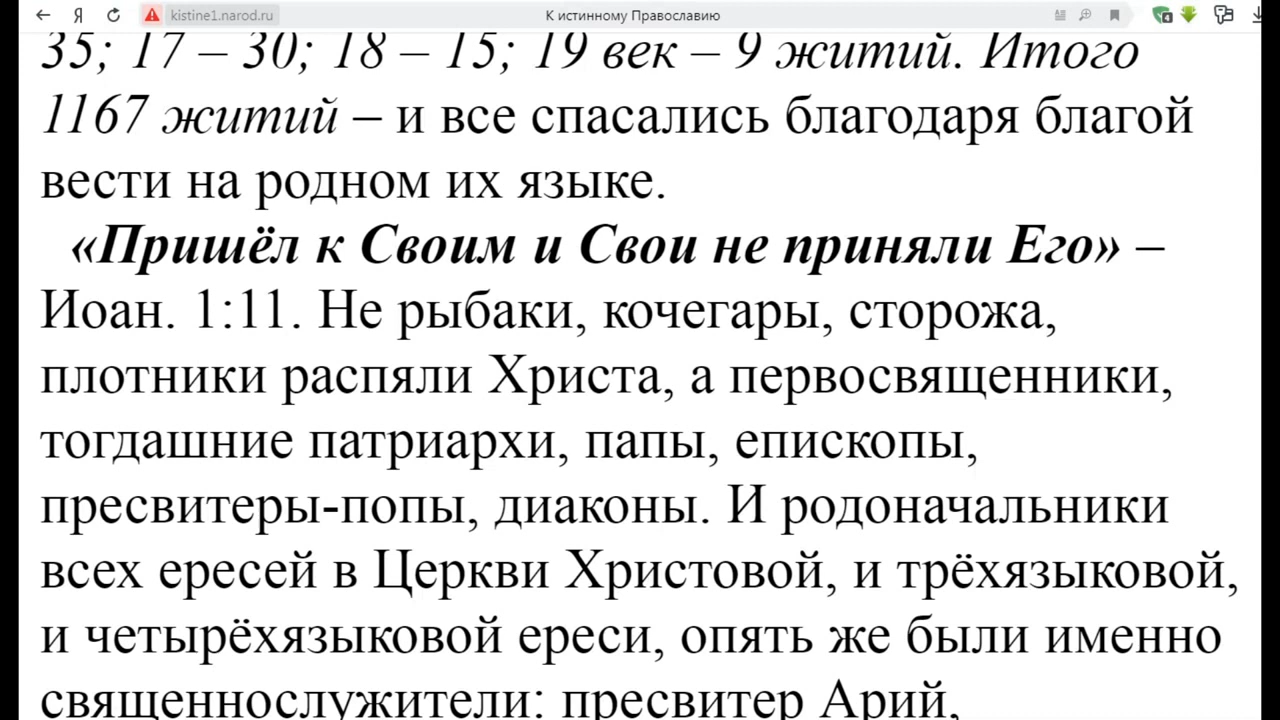 kistine1.narod.ru
К истинному Православию
35; 17 – 30; 18 – 15; 19 век – 9 житий. Итого
1167 житий – и все спасались благодаря благой
вести на родном их языке.
«Пришёл к Своим и Свои не приняли Его» –
Иоан. 1:11. Не рыбаки, кочегары, сторожа,
плотники распяли Христа, а первосвященники,
тогдашние патриархи, папы, епископы,
пресвитеры-попы, диаконы. И родоначальники
всех ересей в Церкви Христовой, и трёхязыковой,
и четырёхязыковой ереси, опять же были именно
священнослужители: пресвитер Арий,